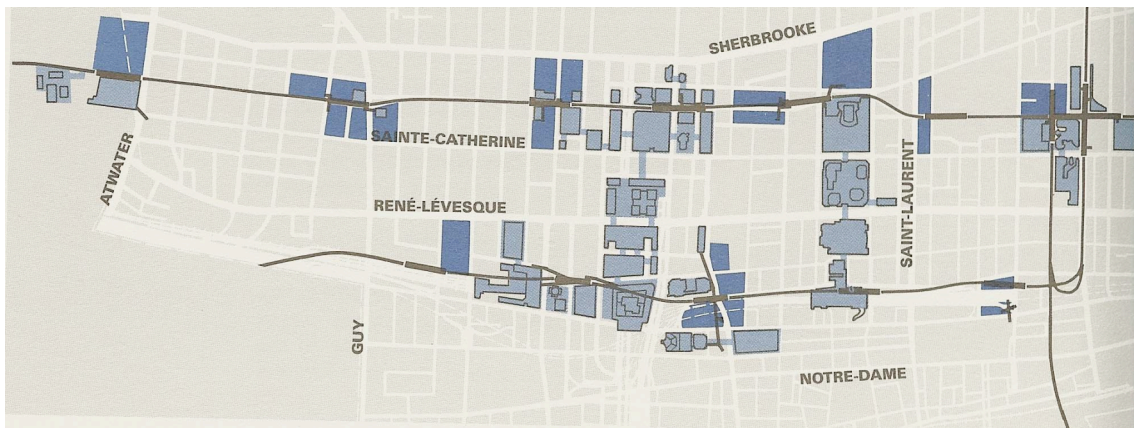 SHERBROOKE
SAINTE-CATHERINE
ATWATER
RENÉ-LÉVESQUE
SAINT-LAURENT
GUY
NOTRE-DAME